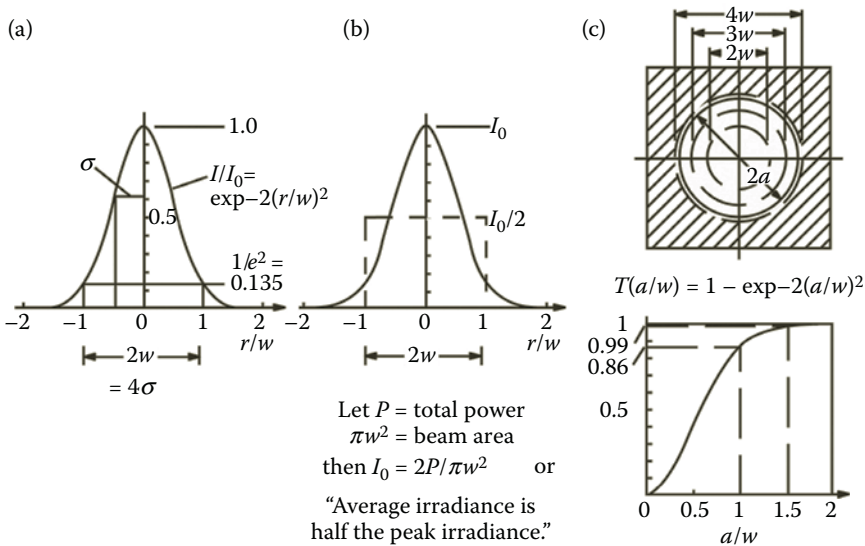 (a)
1.0
σ
I/I₀=
exp–2(r/w)²
0.5
1/e² =
0.135
–2
–1
0
1
2
r/w
2w
= 4σ
(b)
I₀
I₀/2
–2
–1
0
1
2
r/w
2w
Let P = total power
πw² = beam area
then I₀ = 2P/πw² or
“Average irradiance is
half the peak irradiance.”
(c)
4w
3w
2w
2a
T(a/w) = 1 – exp–2(a/w)²
1
0.99
0.86
0.5
0
0.5
1
1.5
2
a/w